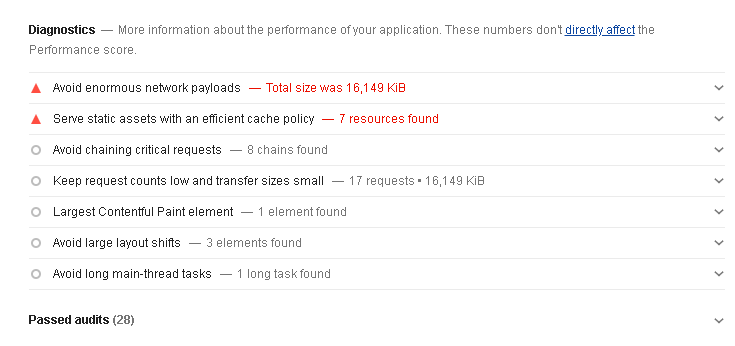 Diagnostics — More information about the performance of your application. These numbers don't directly affect the
Performance score.
Avoid enormous network payloads — Total size was 16,149 KiB
Serve static assets with an efficient cache policy — 7 resources found
Avoid chaining critical requests — 8 chains found
Keep request counts low and transfer sizes small — 17 requests • 16,149 KiB
Largest Contentful Paint element — 1 element found
Avoid large layout shifts — 3 elements found
Avoid long main-thread tasks — 1 long task found
Passed audits (28)